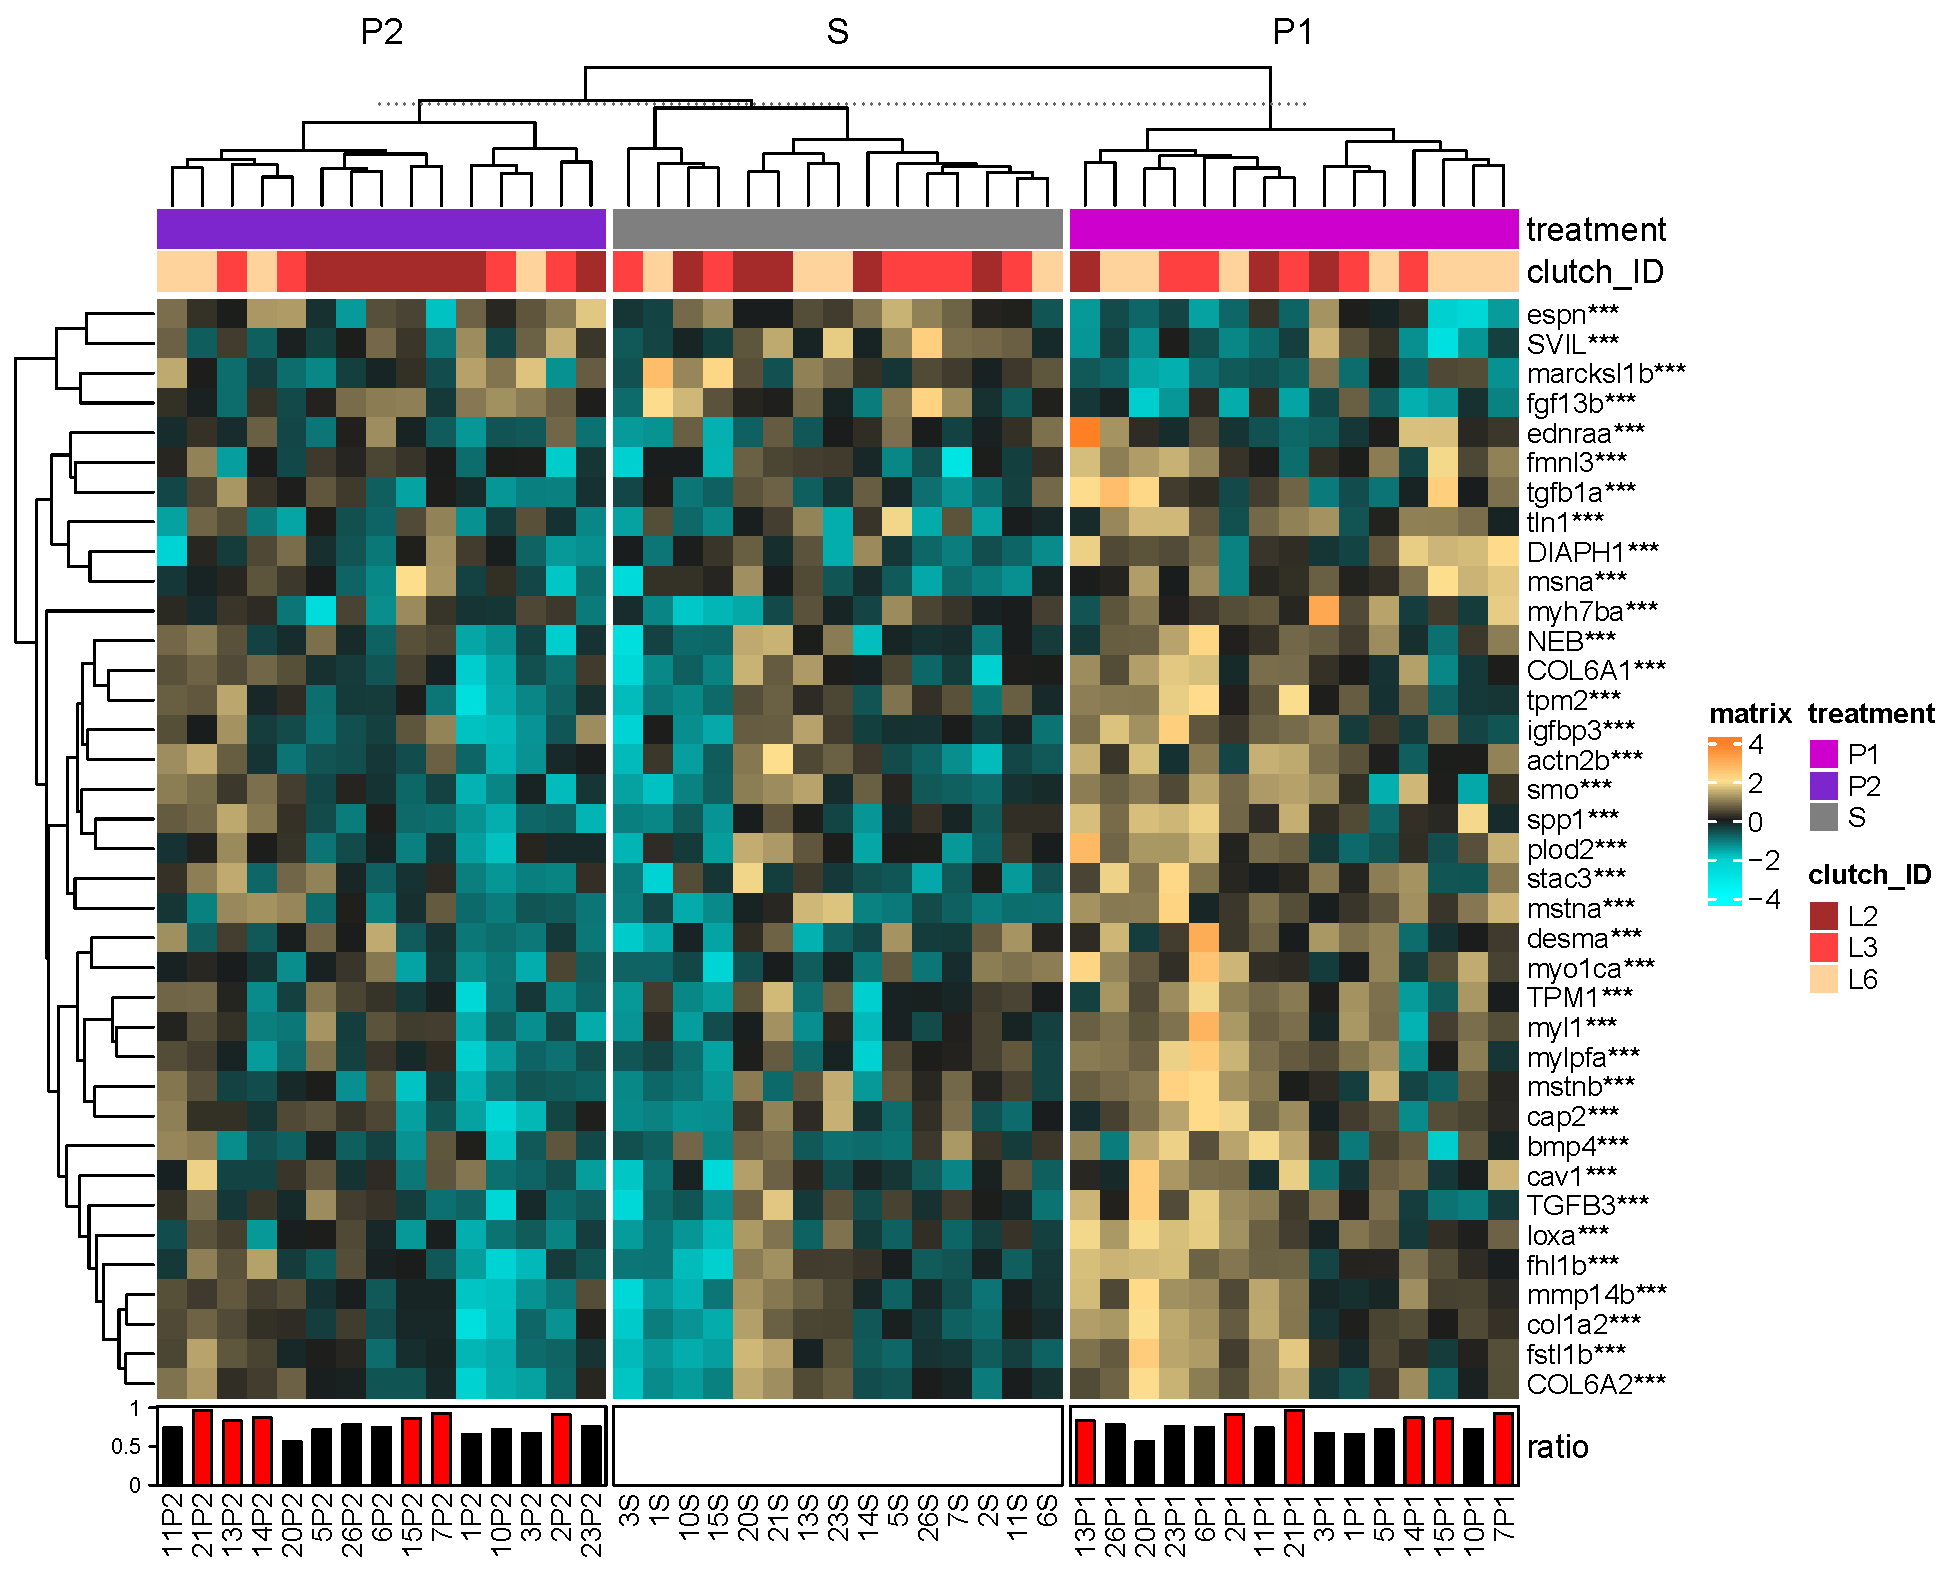 P2 S P1
treatment
clutch_ID
espn***
SVIL***
marcksl1b***
fgf13b***
ednraa***
fmnl3***
tgfb1a***
tln1***
DIAPH1***
msna***
myh7ba***
NEB***
COL6A1***
tpm2***
igfbp3***
actn2b***
smo***
spp1***
plod2***
stac3***
mstna***
desma***
myo1ca***
TPM1***
myl1***
mylpfa***
mstnb***
cap2***
bmp4***
cav1***
TGFB3***
loxa***
fhl1b***
mmp14b***
col1a2***
fstl1b***
COL6A2***
1
0.5
0
ratio
11P2 21P2 13P2 14P2 20P2 5P2 26P2 6P2 15P2 7P2 1P2 10P2 3P2 2P2 23P2 3S 1S 10S 15S 20S 21S 13S 23S 14S 5S 26S 7S 2S 11S 6S 13P1 26P1 20P1 23P1 6P1 2P1 11P1 21P1 3P1 1P1 5P1 14P1 15P1 10P1 7P1
matrix
4
2
0
−2
−4
treatment
P1
P2
S
clutch_ID
L2
L3
L6